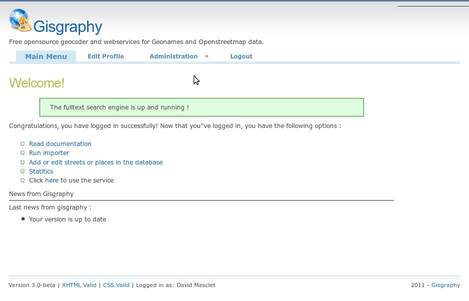 Gisgraphy
Free opensource geocoder and webservices for Geonames and Openstreetmap data.
Main Menu Edit Profile Administration Logout
Welcome!
The fulltext search engine is up and running !
Congratulations, you have logged in successfully! Now that you"ve logged in, you have the following options :
Read documentation
Run importer
Add or edit streets or places in the database
Statitics
Click here to use the service
News from Gisgraphy
Last news from gisgraphy :
Your version is up to date
Version 3.0-beta | XHTML Valid | CSS Valid | Logged in as: David Masclet 2011 - Gisgraphy